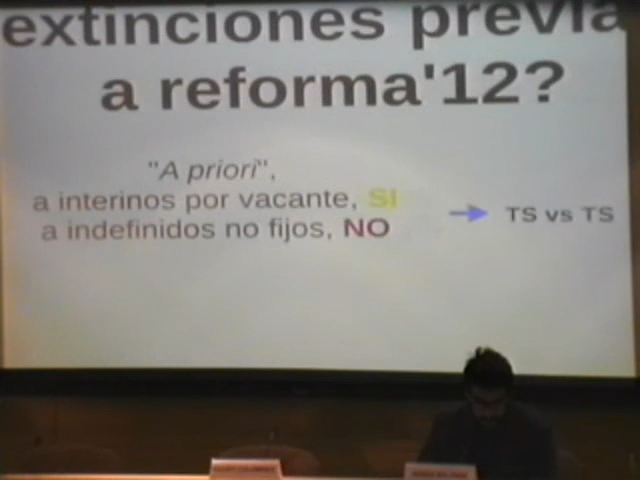 extinciones previa
a reforma'12?
"A priori",
a interinos por vacante, SI
a indefinidos no fijos, NO
TS vs TS